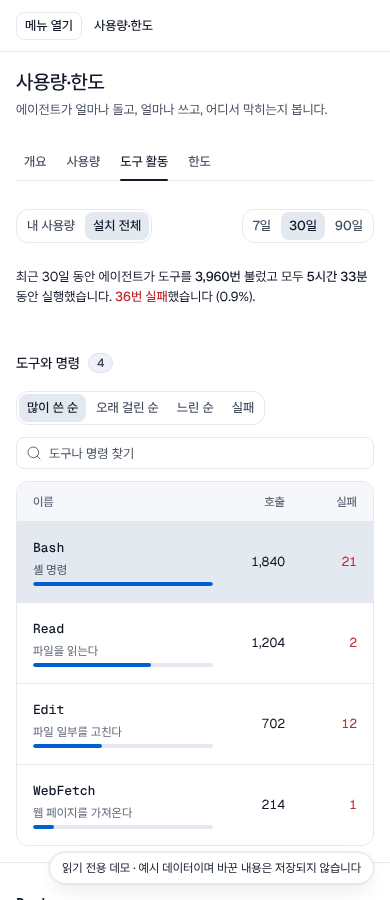 메뉴 열기 사용량·한도
사용량·한도
에이전트가 얼마나 돌고, 얼마나 쓰고, 어디서 막히는지 봅니다.
개요 사용량 도구 활동 한도
내 사용량 설치 전체 7일 30일 90일
최근 30일 동안 에이전트가 도구를 3,960번 불렀고 모두 5시간 33분
동안 실행했습니다. 36번 실패했습니다 (0.9%).
도구와 명령 4
많이 쓴 순 오래 걸린 순 느린 순 실패
도구나 명령 찾기
이름 호출 실패
Bash
셸 명령
1,840 21
Read
파일을 읽는다
1,204 2
Edit
파일 일부를 고친다
702 12
WebFetch
웹 페이지를 가져온다
214 1
읽기 전용 데모 · 예시 데이터이며 바꾼 내용은 저장되지 않습니다